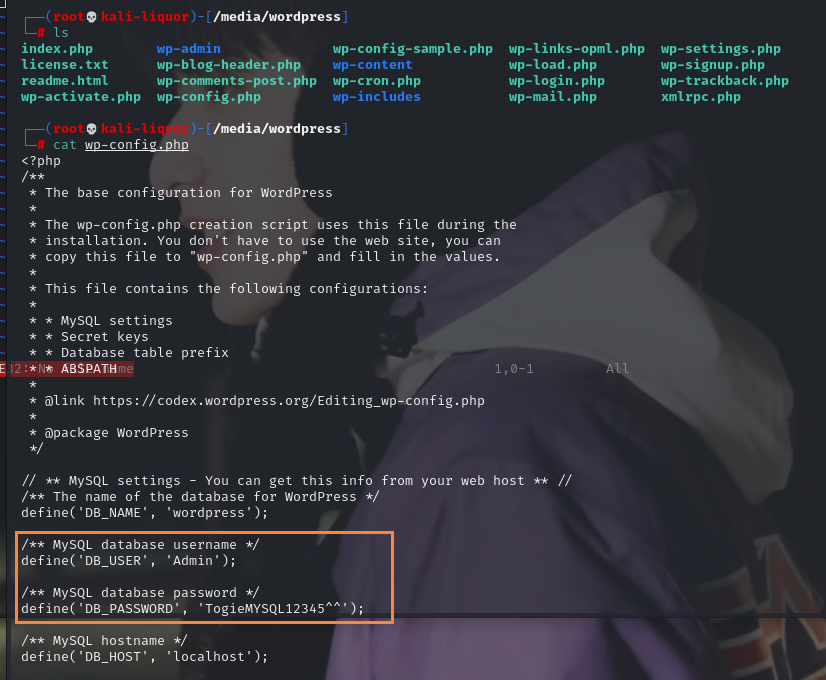 ┌──(root💀kali-liquor)-[/media/wordpress]
└─# ls
index.php wp-admin wp-config-sample.php wp-links-opml.php wp-settings.php
license.txt wp-blog-header.php wp-content wp-load.php wp-signup.php
readme.html wp-comments-post.php wp-cron.php wp-login.php wp-trackback.php
wp-activate.php wp-config.php wp-includes wp-mail.php xmlrpc.php
┌──(root💀kali-liquor)-[/media/wordpress]
└─# cat wp-config.php
<?php
/**
* The base configuration for WordPress
*
* The wp-config.php creation script uses this file during the
* installation. You don't have to use the web site, you can
* copy this file to "wp-config.php" and fill in the values.
*
* This file contains the following configurations:
*
* * MySQL settings
* * Secret keys
* * Database table prefix
* * ABSPATH 1,0-1 All
*
* @link https://codex.wordpress.org/Editing_wp-config.php
*
* @package WordPress
*/
// ** MySQL settings - You can get this info from your web host ** //
/** The name of the database for WordPress */
define('DB_NAME', 'wordpress');
/** MySQL database username */
define('DB_USER', 'Admin');
/** MySQL database password */
define('DB_PASSWORD', 'TogieMYSQL12345^^');
/** MySQL hostname */
define('DB_HOST', 'localhost');